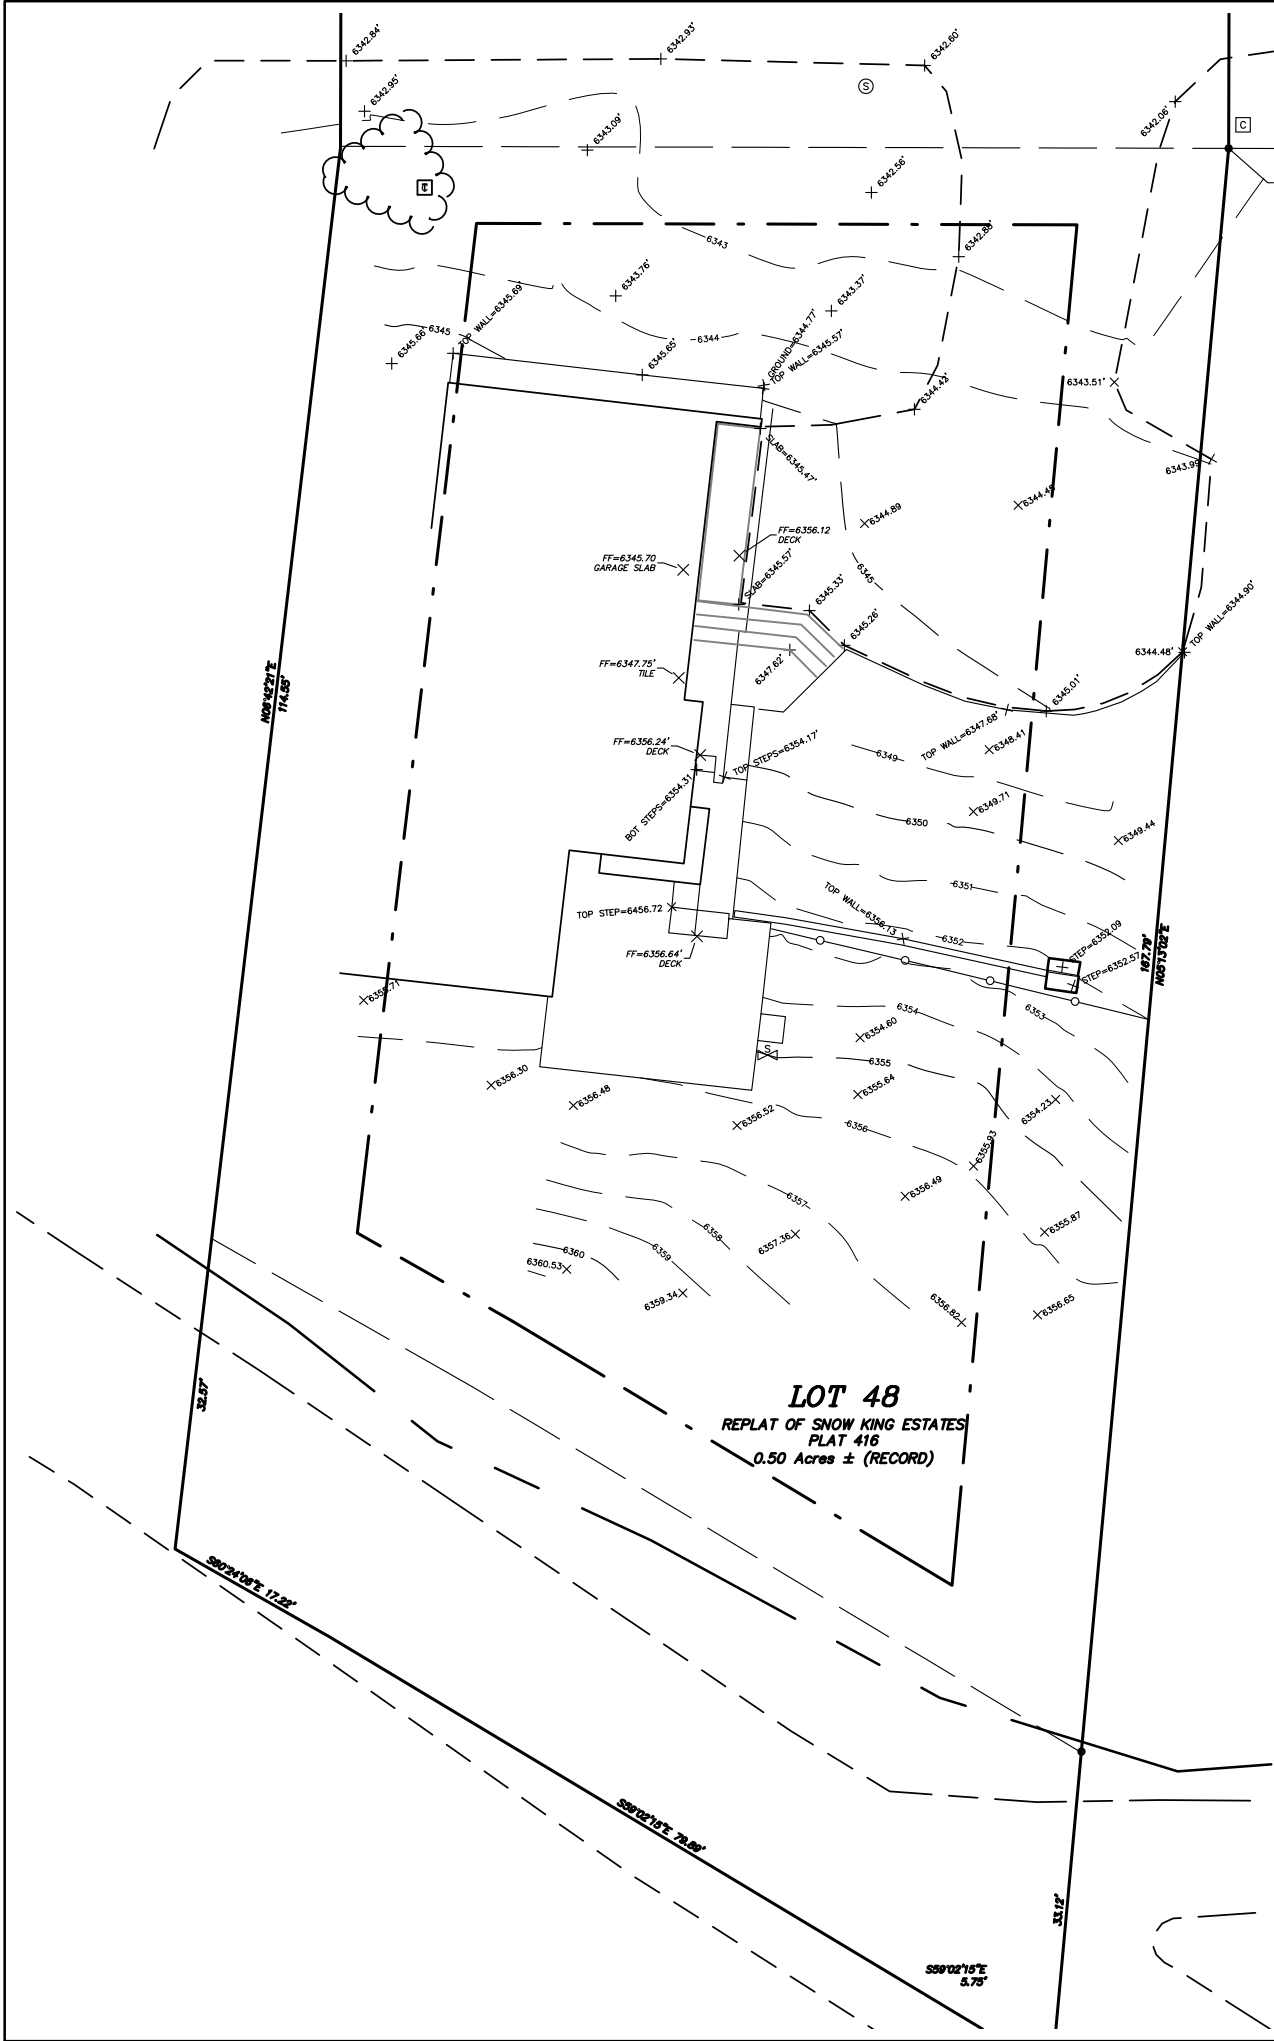 6342.84'
6342.93'
6342.60'
S
6342.95'
6342.06'
C
6343.09'
6342.56'
6342.88'
6343
6343.76'
6343.37'
TOP WALL=6345.69
6345
6345.66'
6344
GROUND=6344.77'
TOP WALL=6345.57'
6345.65'
6343.51'
6344.42'
SLAB=6345.47'
6343.99'
6344.45
6344.89
FF=6356.12
DECK
FF=6345.70
GARAGE SLAB
6345
SLAB=6345.57'
6345.33'
TOP WALL=6344.90'
6345.26'
6344.48'
6347.62'
FF=6347.75'
TILE
N06°42'21"E
114.55'
6345.01'
TOP WALL=6347.68'
FF=6356.24'
DECK
TOP STEPS=6354.17'
6349
6348.41
BOT STEPS=6354.31
6349.71
6350
6349.44
6351
TOP WALL=6356.13
TOP STEP=6456.72
6352
STEP=6352.09
167.79'
N05°13'02"E
FF=6356.64'
DECK
STEP=6352.57
6355.71
6354
6353
6354.60
S
6355
6356.30
6356.48
6355.64
6354.23
6356.52
6356
6355.93
6356.49
6357
6355.87
6358
6357.36
6360
6359
6360.53
6359.34
6356.82
6356.65
32.57'
LOT 48
REPLAT OF SNOW KING ESTATES
PLAT 416
0.50 Acres ± (RECORD)
S60°24'06"E 17.22'
S59°02'15"E 79.89'
33.12'
S59°02'15"E
5.75'